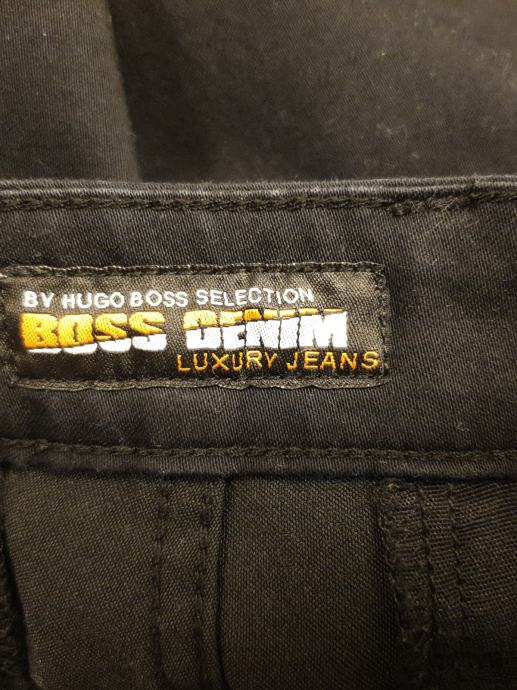 BY HUGO BOSS SELECTION
BOSS DENIM
LUXURY JEANS